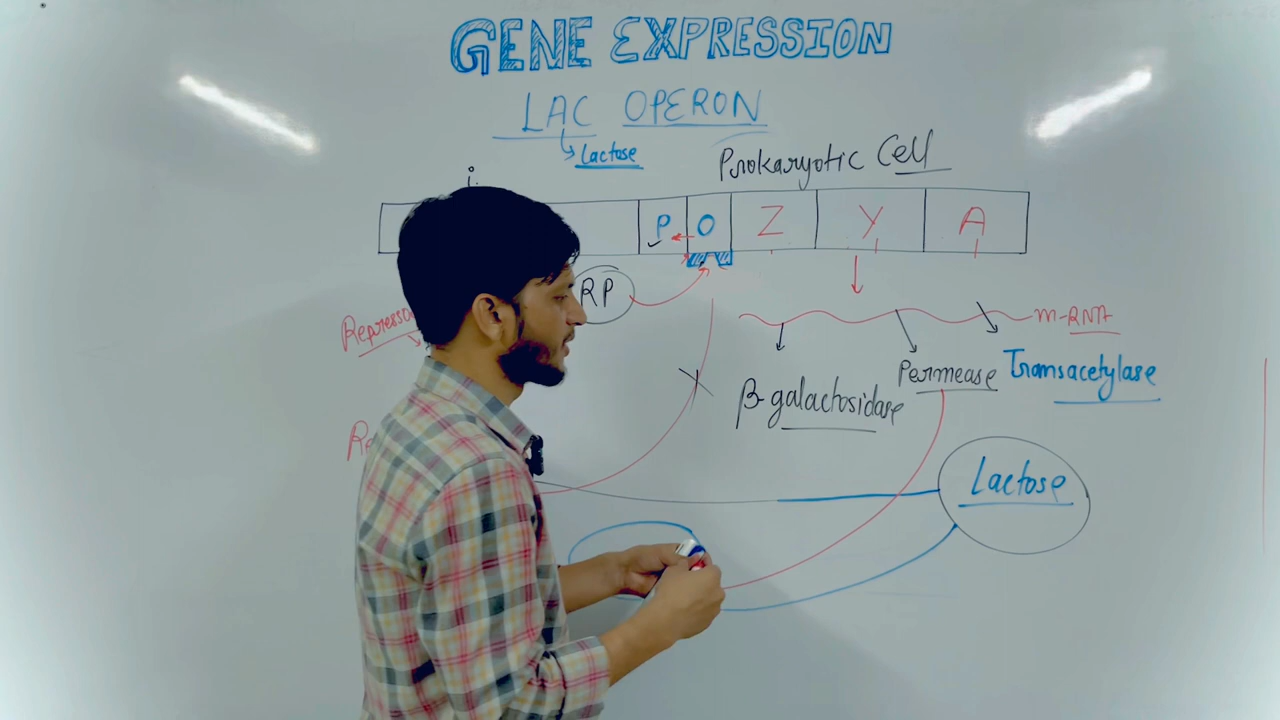 GENE EXPRESSION
LAC OPERON
Lactose
Prokaryotic Cell
i
P O Z Y A
RP
m-RNA
β-galactosidase Permease Transacetylase
Lactose